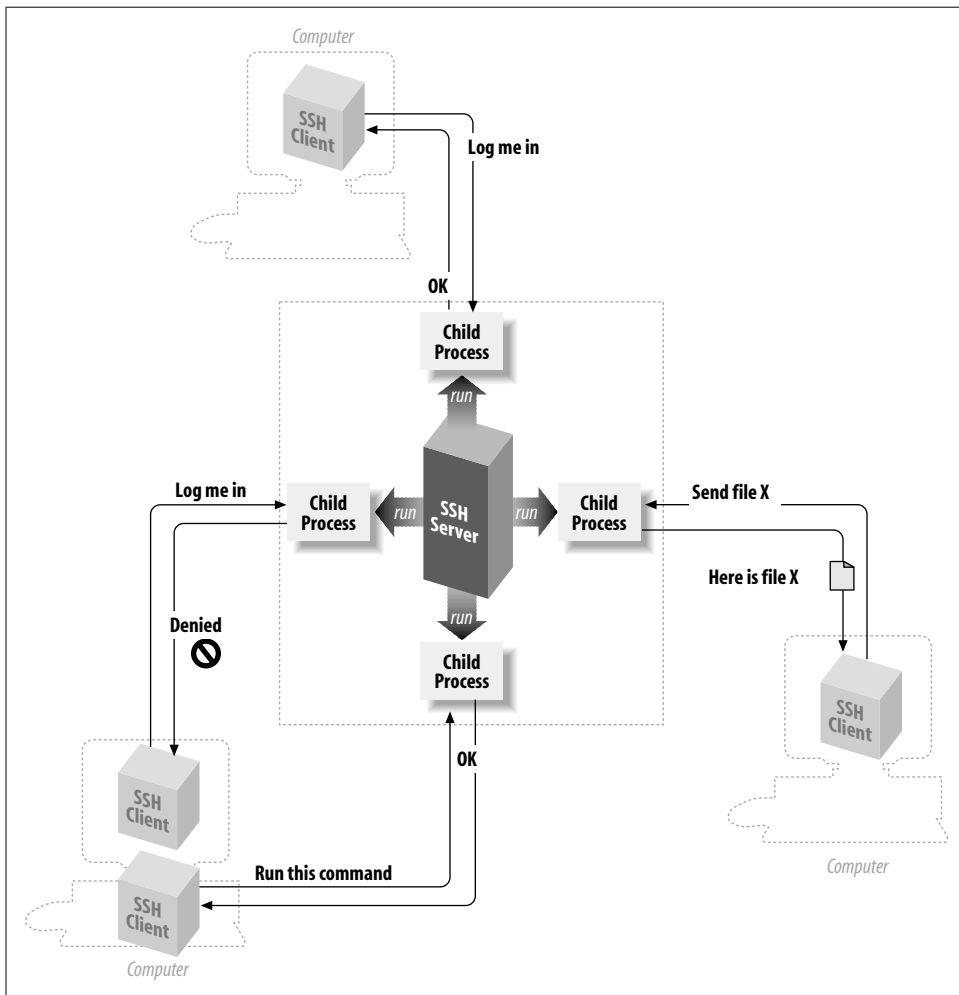 Computer
SSH
Client
Log me in
OK
Child
Process
run
Log me in
Child
Process
run
SSH
Server
run
Child
Process
Send file X
Here is file X
Denied
run
Child
Process
SSH
Client
OK
SSH
Client
Run this command
SSH
Client
Computer
Computer